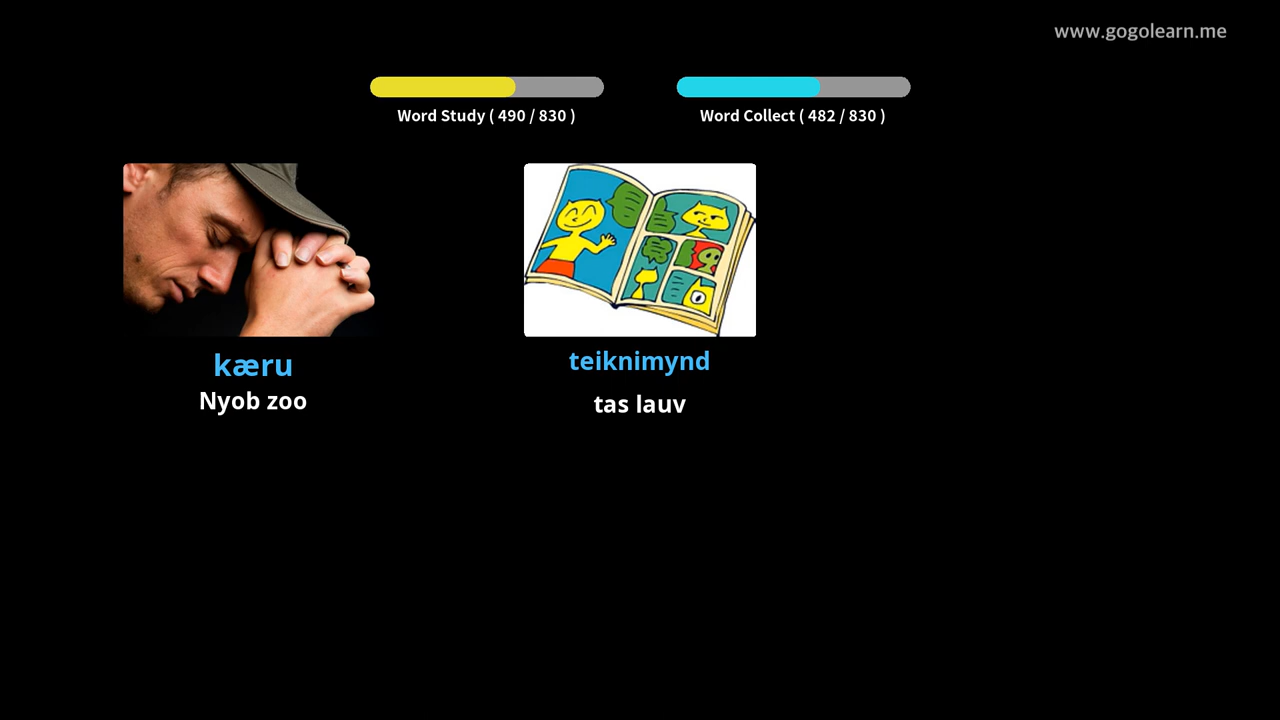 www.gogolearn.me
Word Study ( 490 / 830 )
Word Collect ( 482 / 830 )
kæru
Nyob zoo
teiknimynd
tas lauv